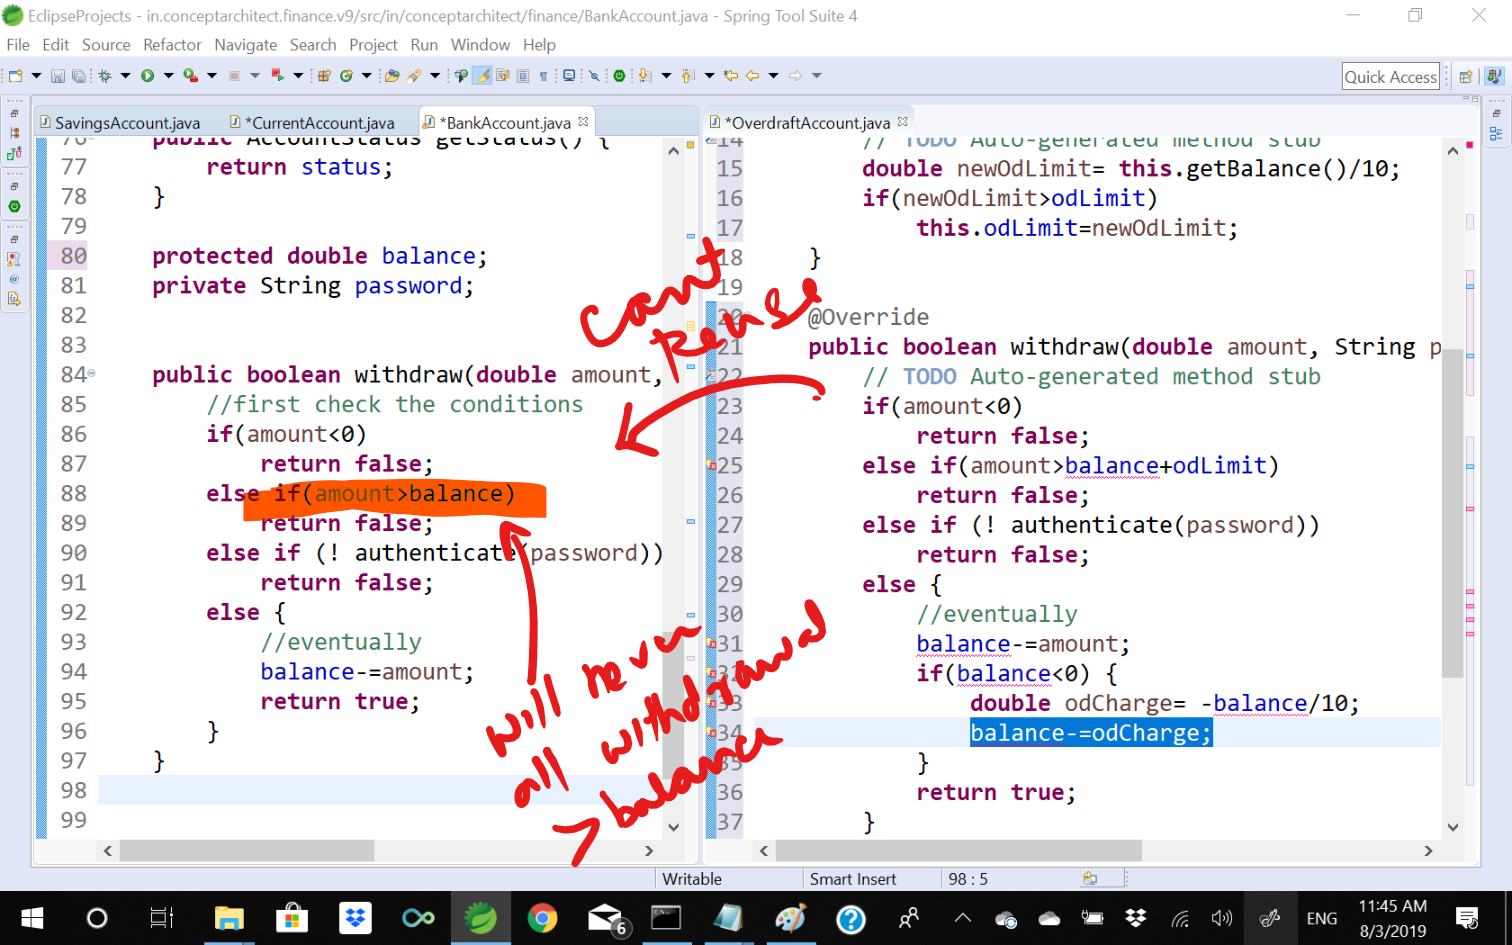 EclipseProjects - in.conceptarchitect.finance.v9/src/in/conceptarchitect/finance/BankAccount.java - Spring Tool Suite 4
File Edit Source Refactor Navigate Search Project Run Window Help
Quick Access
SavingsAccount.java *CurrentAccount.java *BankAccount.java
76 public AccountStatus getStatus() {
77 return status;
78 }
79
80 protected double balance;
81 private String password;
82
83
84 public boolean withdraw(double amount,
85 //first check the conditions
86 if(amount<0)
87 return false;
88 else if(amount>balance)
89 return false;
90 else if (! authenticate(password))
91 return false;
92 else {
93 //eventually
94 balance-=amount;
95 return true;
96 }
97 }
98
99
*OverdraftAccount.java
14 // TODO Auto-generated method stub
15 double newOdLimit= this.getBalance()/10;
16 if(newOdLimit>odLimit)
17 this.odLimit=newOdLimit;
18 }
19
20 @Override
21 public boolean withdraw(double amount, String p
22 // TODO Auto-generated method stub
23 if(amount<0)
24 return false;
25 else if(amount>balance+odLimit)
26 return false;
27 else if (! authenticate(password))
28 return false;
29 else {
30 //eventually
31 balance-=amount;
32 if(balance<0) {
33 double odCharge= -balance/10;
34 balance-=odCharge;
35 }
36 return true;
37 }
Cant
Reuse
will never
all withdrawal
> balance
Writable Smart Insert 98 : 5
6
ENG
11:45 AM
8/3/2019